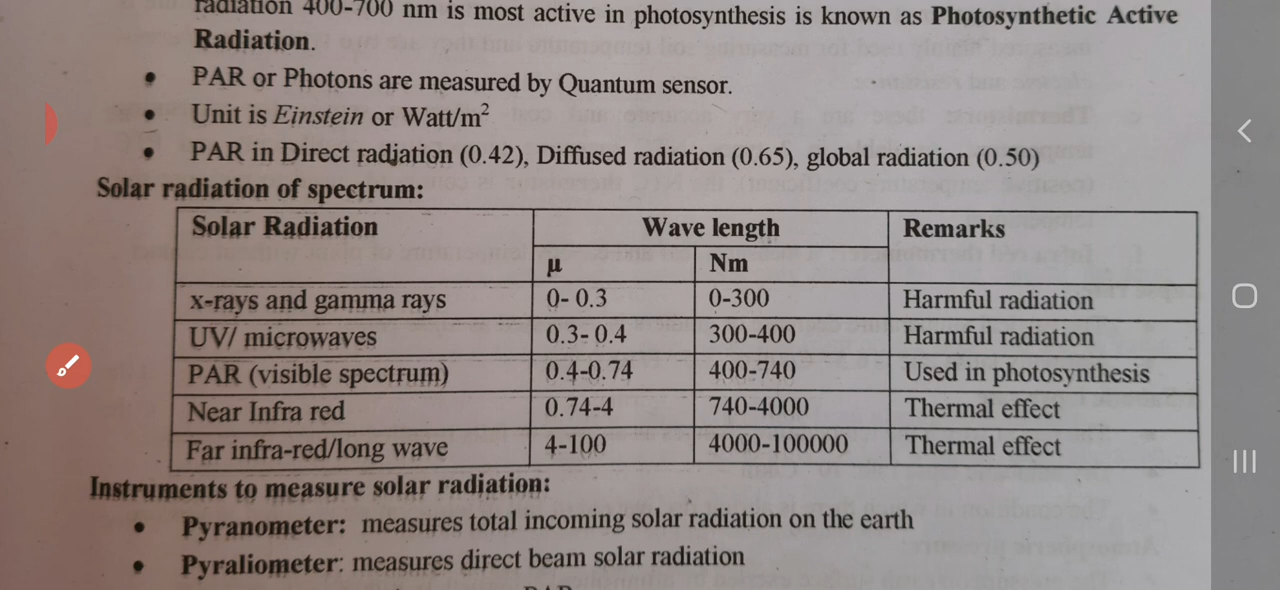 radiation 400-700 nm is most active in photosynthesis is known as Photosynthetic Active
Radiation.
• PAR or Photons are measured by Quantum sensor.
• Unit is Einstein or Watt/m²
• PAR in Direct radiation (0.42), Diffused radiation (0.65), global radiation (0.50)
Solar radiation of spectrum:
Solar Radiation Wave length Remarks
μ Nm
x-rays and gamma rays 0- 0.3 0-300 Harmful radiation
UV/ microwaves 0.3- 0.4 300-400 Harmful radiation
PAR (visible spectrum) 0.4-0.74 400-740 Used in photosynthesis
Near Infra red 0.74-4 740-4000 Thermal effect
Far infra-red/long wave 4-100 4000-100000 Thermal effect
Instruments to measure solar radiation:
• Pyranometer: measures total incoming solar radiation on the earth
• Pyraliometer: measures direct beam solar radiation
PAR